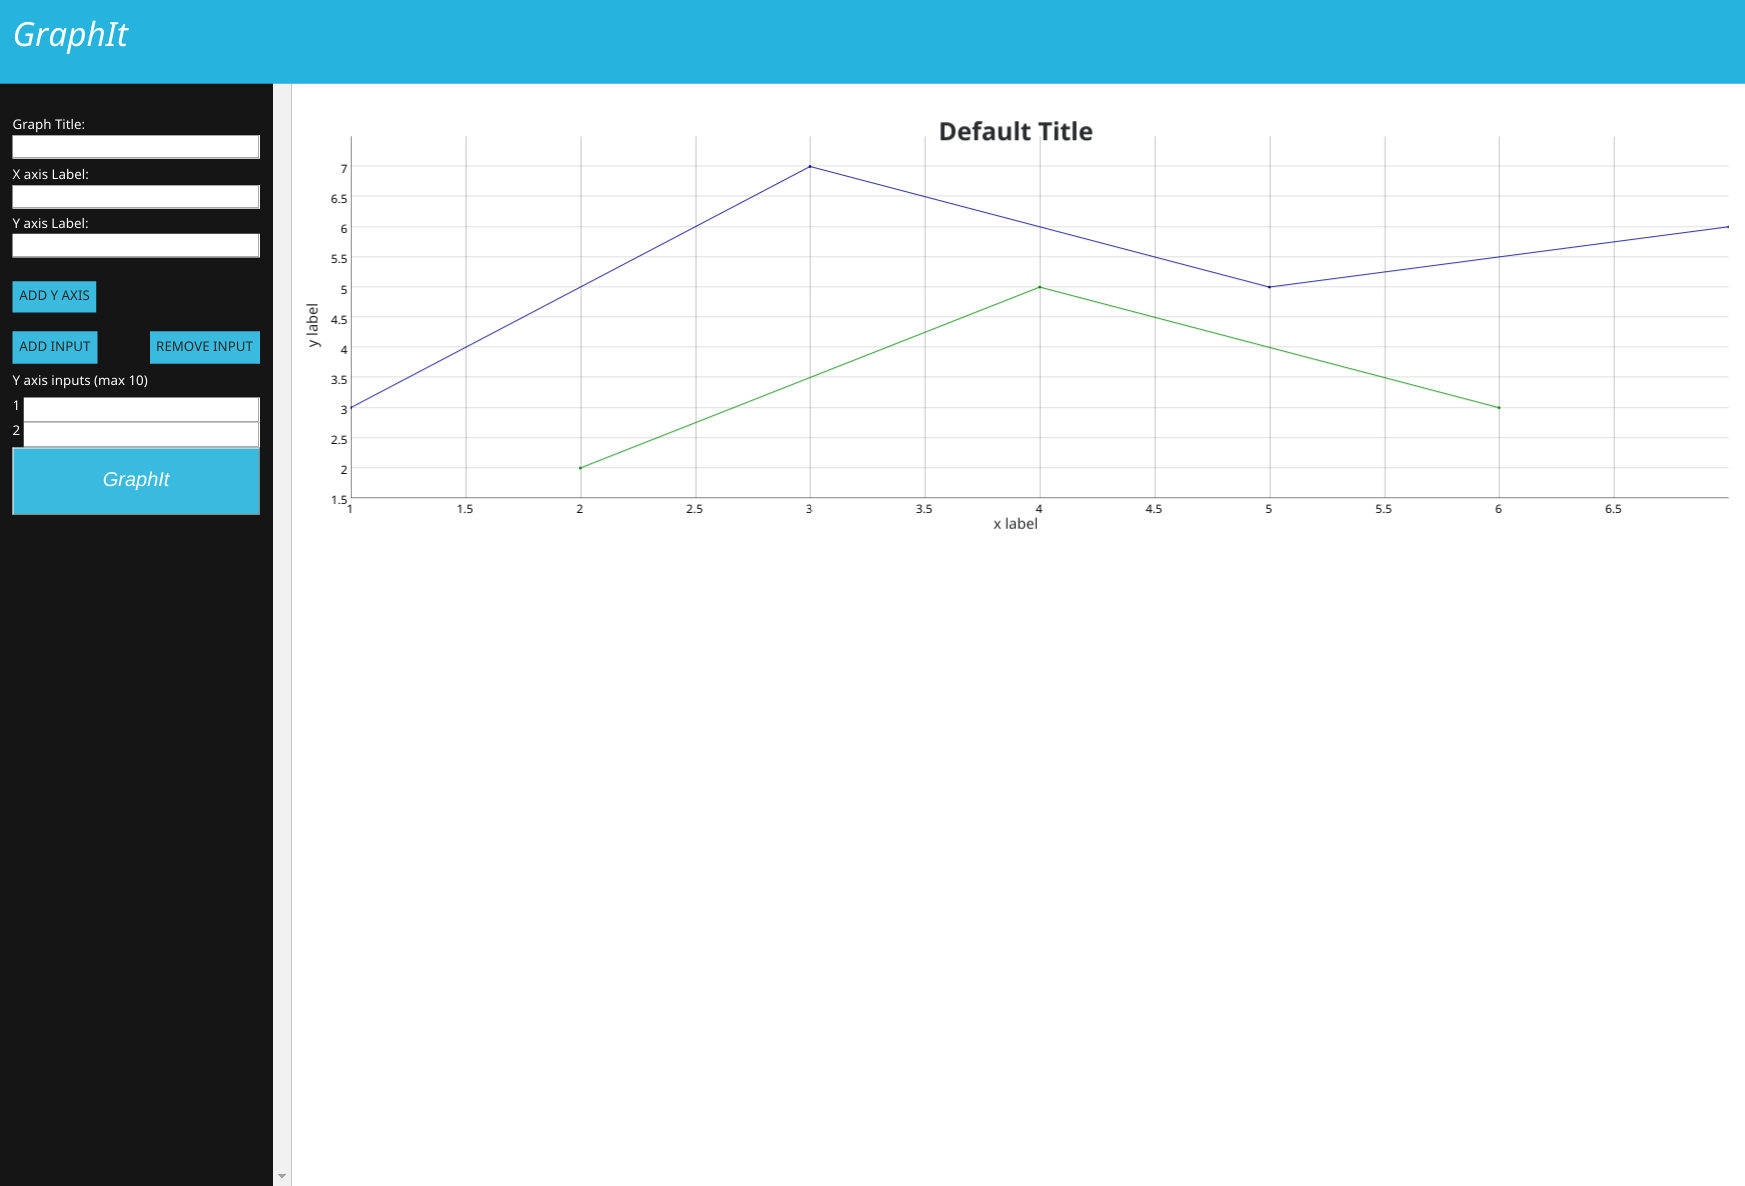 GraphIt
Graph Title:
X axis Label:
Y axis Label:
ADD Y AXIS
ADD INPUT
REMOVE INPUT
Y axis inputs (max 10)
1
2
GraphIt
Default Title
7
6.5
6
5.5
5
4.5
4
3.5
3
2.5
2
1.5
y label
1 1.5 2 2.5 3 3.5 4 4.5 5 5.5 6 6.5
x label